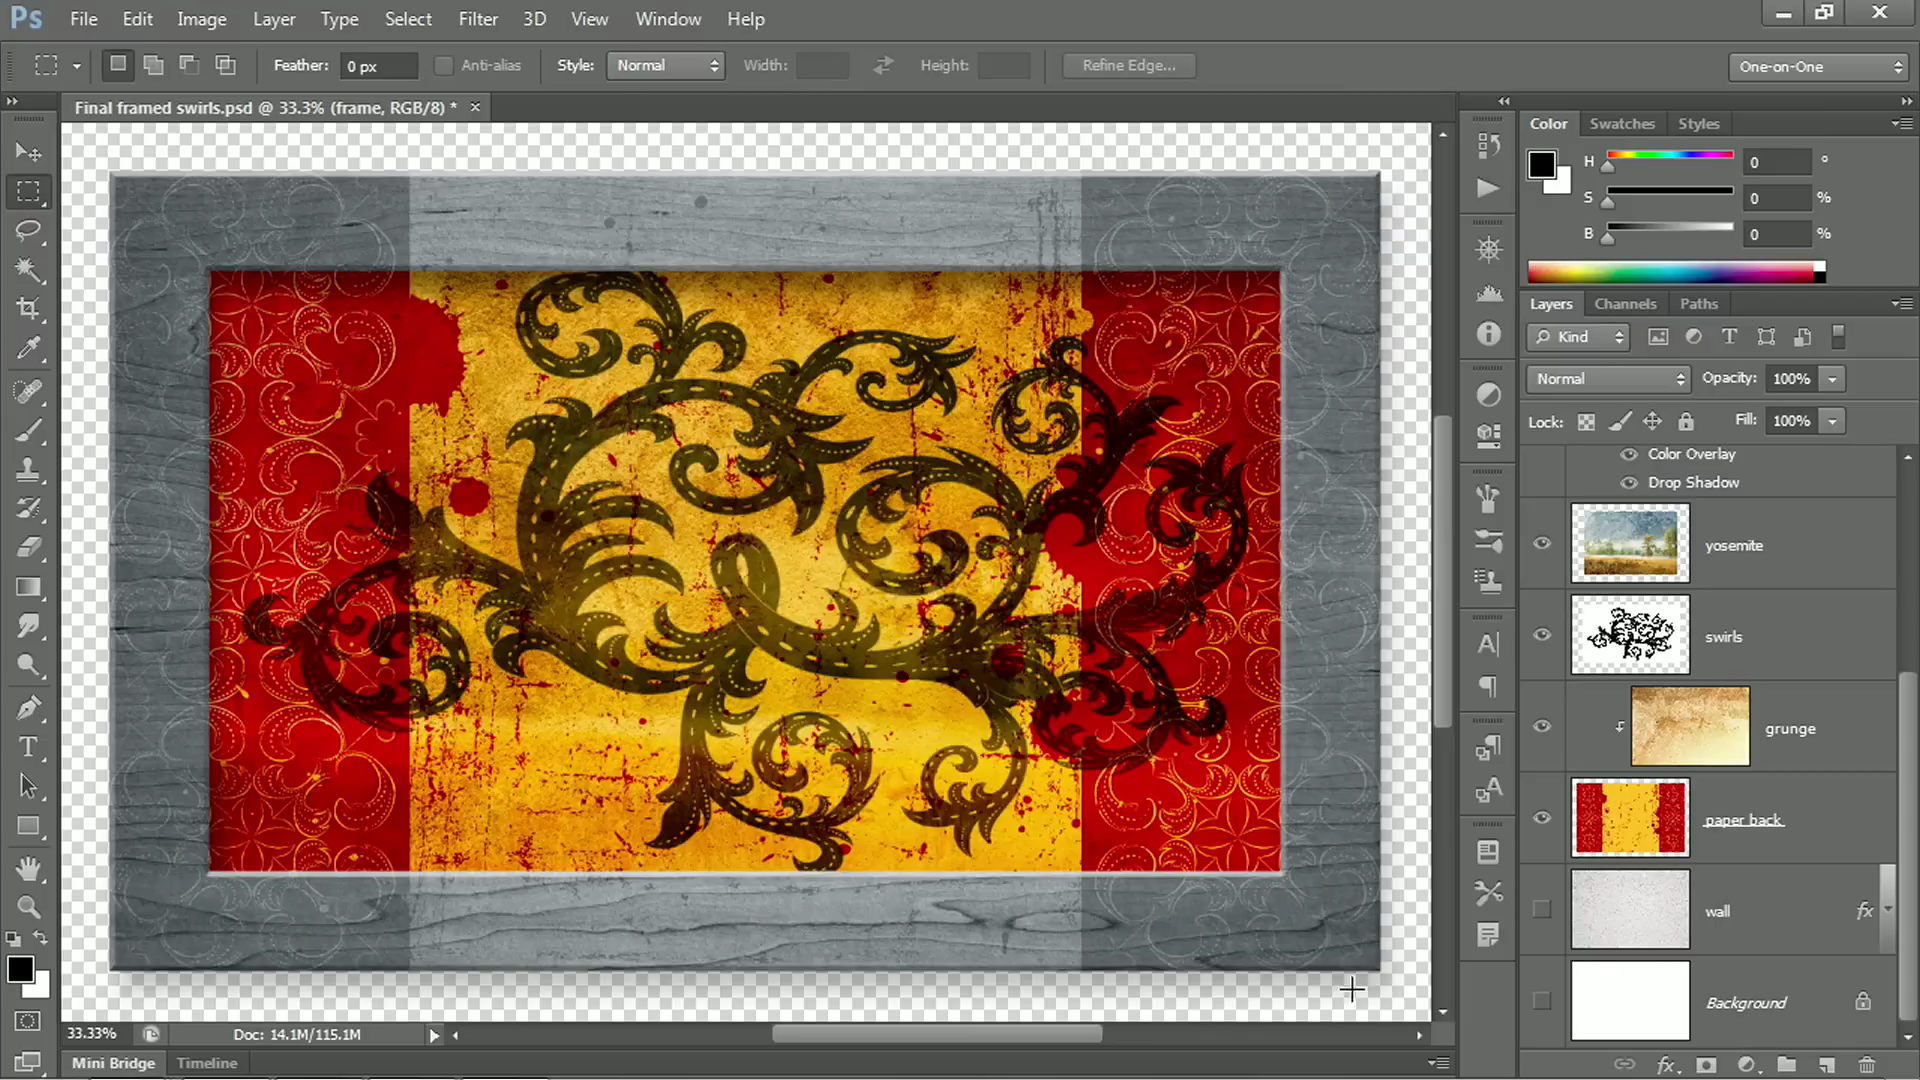 Ps File Edit Image Layer Type Select Filter 3D View Window Help
Feather: 0 px Anti-alias Style: Normal Width: Height: Refine Edge... One-on-One
Final framed swirls.psd @ 33.3% (frame, RGB/8) * ×
Color Swatches Styles
H 0 °
S 0 %
B 0 %
Layers Channels Paths
Kind
Normal Opacity: 100%
Lock: Fill: 100%
Color Overlay
Drop Shadow
yosemite
swirls
grunge
paper back
wall fx
Background
33.33% Doc: 14.1M/115.1M
Mini Bridge Timeline